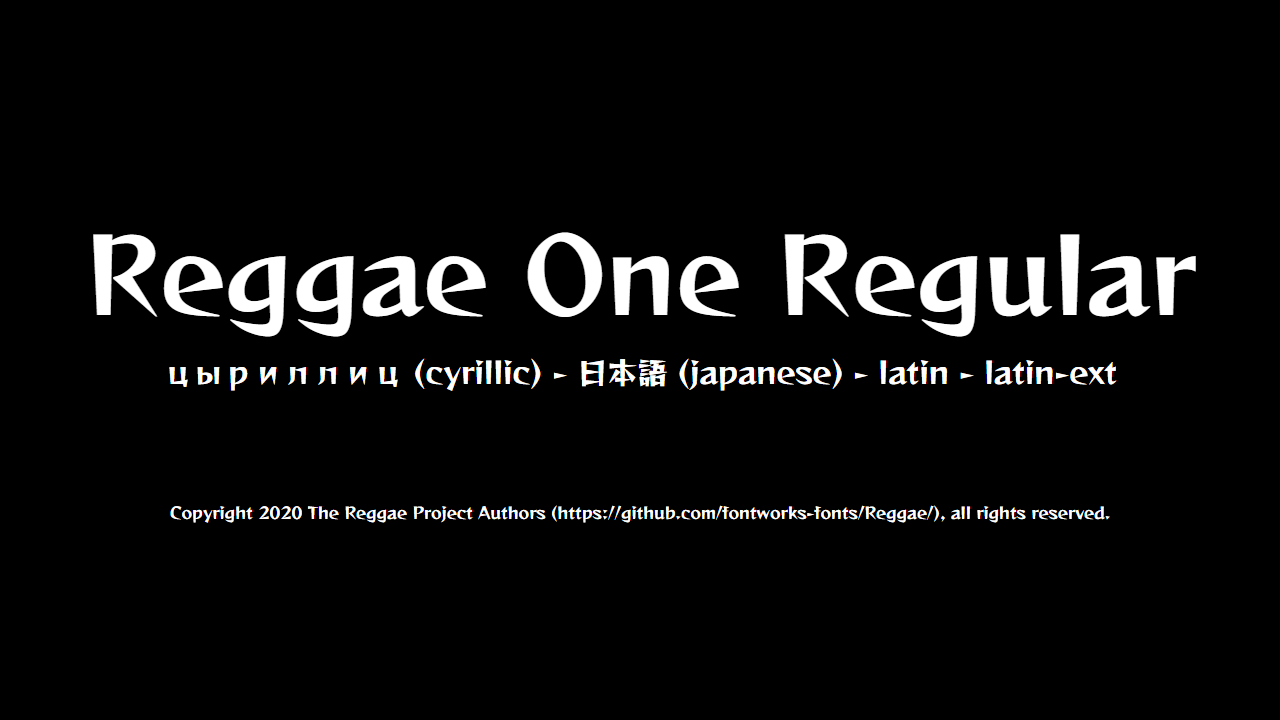 Reggae One Regular
цыриллиц (cyrillic) - 日本語 (japanese) - latin - latin-ext
Copyright 2020 The Reggae Project Authors (https://github.com/fontworks-fonts/Reggae/), all rights reserved.